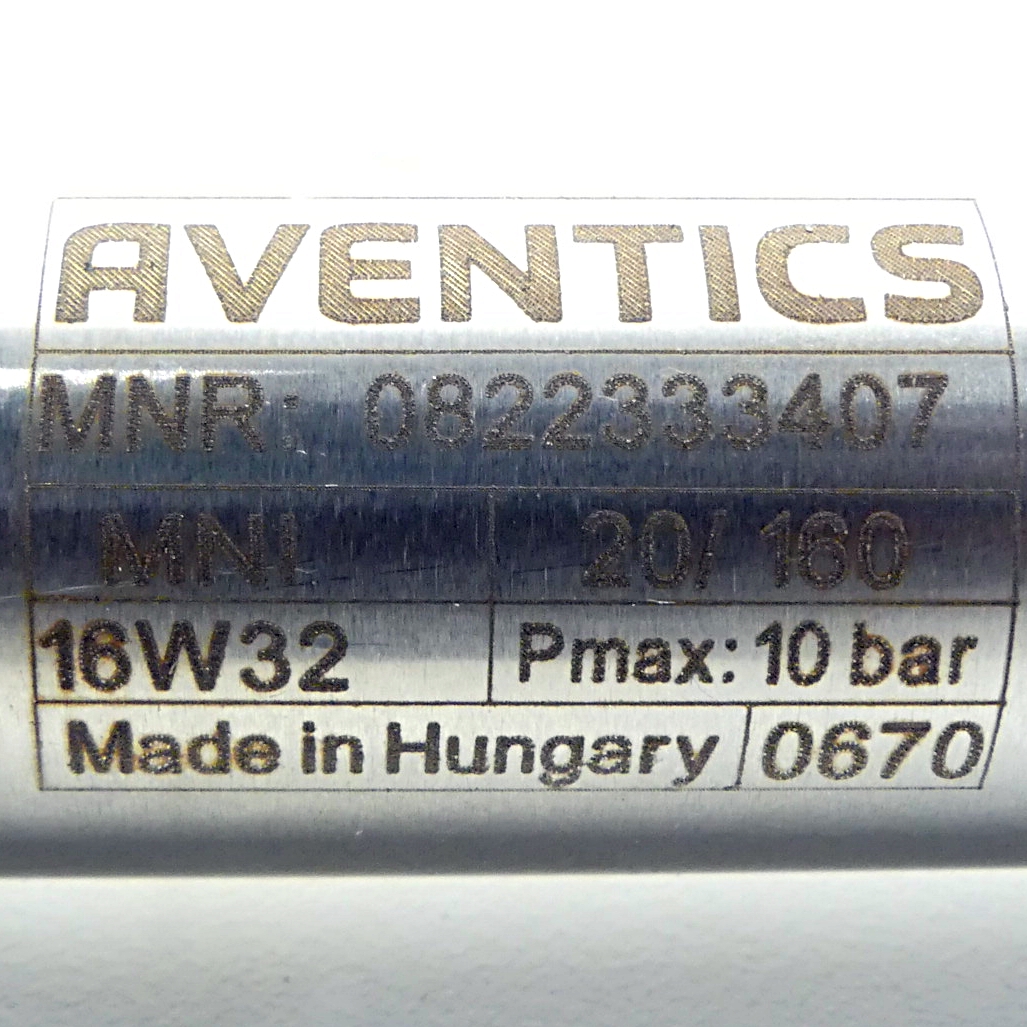 AVENTICS
MNR: 0822333407
MNI 20/ 160
16W32 Pmax: 10 bar
Made in Hungary 0670